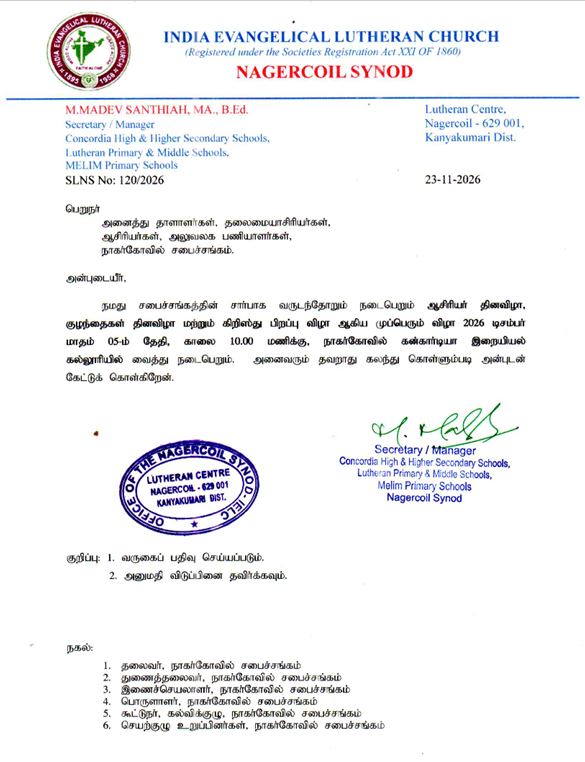 INDIA EVANGELICAL LUTHERAN CHURCH
FAITH ALONE
1895 1958
INDIA EVANGELICAL LUTHERAN CHURCH
(Registered under the Societies Registration Act XXI OF 1860)
NAGERCOIL SYNOD
M.MADEV SANTHIAH, MA., B.Ed.
Secretary / Manager
Concordia High & Higher Secondary Schools,
Lutheran Primary & Middle Schools,
MELIM Primary Schools
SLNS No: 120/2026
Lutheran Centre,
Nagercoil - 629 001,
Kanyakumari Dist.
23-11-2026
பெறுநர்
அனைத்து தாளாளர்கள், தலைமையாசிரியர்கள்,
ஆசிரியர்கள், அலுவலக பணியாளர்கள்,
நாகர்கோவில் சபைச்சங்கம்.
அன்புடையீர்,
நமது சபைச்சங்கத்தின் சார்பாக வருடந்தோறும் நடைபெறும் ஆசிரியர் தினவிழா,
குழந்தைகள் தினவிழா மற்றும் கிறிஸ்து பிறப்பு விழா ஆகிய முப்பெரும் விழா 2026 டிசம்பர்
மாதம் 05-ம் தேதி, காலை 10.00 மணிக்கு, நாகர்கோவில் கன்கார்டியா இறையியல்
கல்லூரியில் வைத்து நடைபெறும். அனைவரும் தவறாது கலந்து கொள்ளும்படி அன்புடன்
கேட்டுக் கொள்கிறேன்.
Secretary / Manager
Concordia High & Higher Secondary Schools,
Lutheran Primary & Middle Schools,
Melim Primary Schools
Nagercoil Synod
OFFICE OF THE NAGERCOIL SYNOD-IELC
LUTHERAN CENTRE
NAGERCOIL - 629 001
KANYAKUMARI DIST.
குறிப்பு: 1. வருகைப் பதிவு செய்யப்படும்.
2. அனுமதி விடுப்பினை தவிர்க்கவும்.
நகல்:
1. தலைவர், நாகர்கோவில் சபைச்சங்கம்
2. துணைத்தலைவர், நாகர்கோவில் சபைச்சங்கம்
3. இணைச்செயலாளர், நாகர்கோவில் சபைச்சங்கம்
4. பொருளாளர், நாகர்கோவில் சபைச்சங்கம்
5. கூட்டுநர், கல்விக்குழு, நாகர்கோவில் சபைச்சங்கம்
6. செயற்குழு உறுப்பினர்கள், நாகர்கோவில் சபைச்சங்கம்